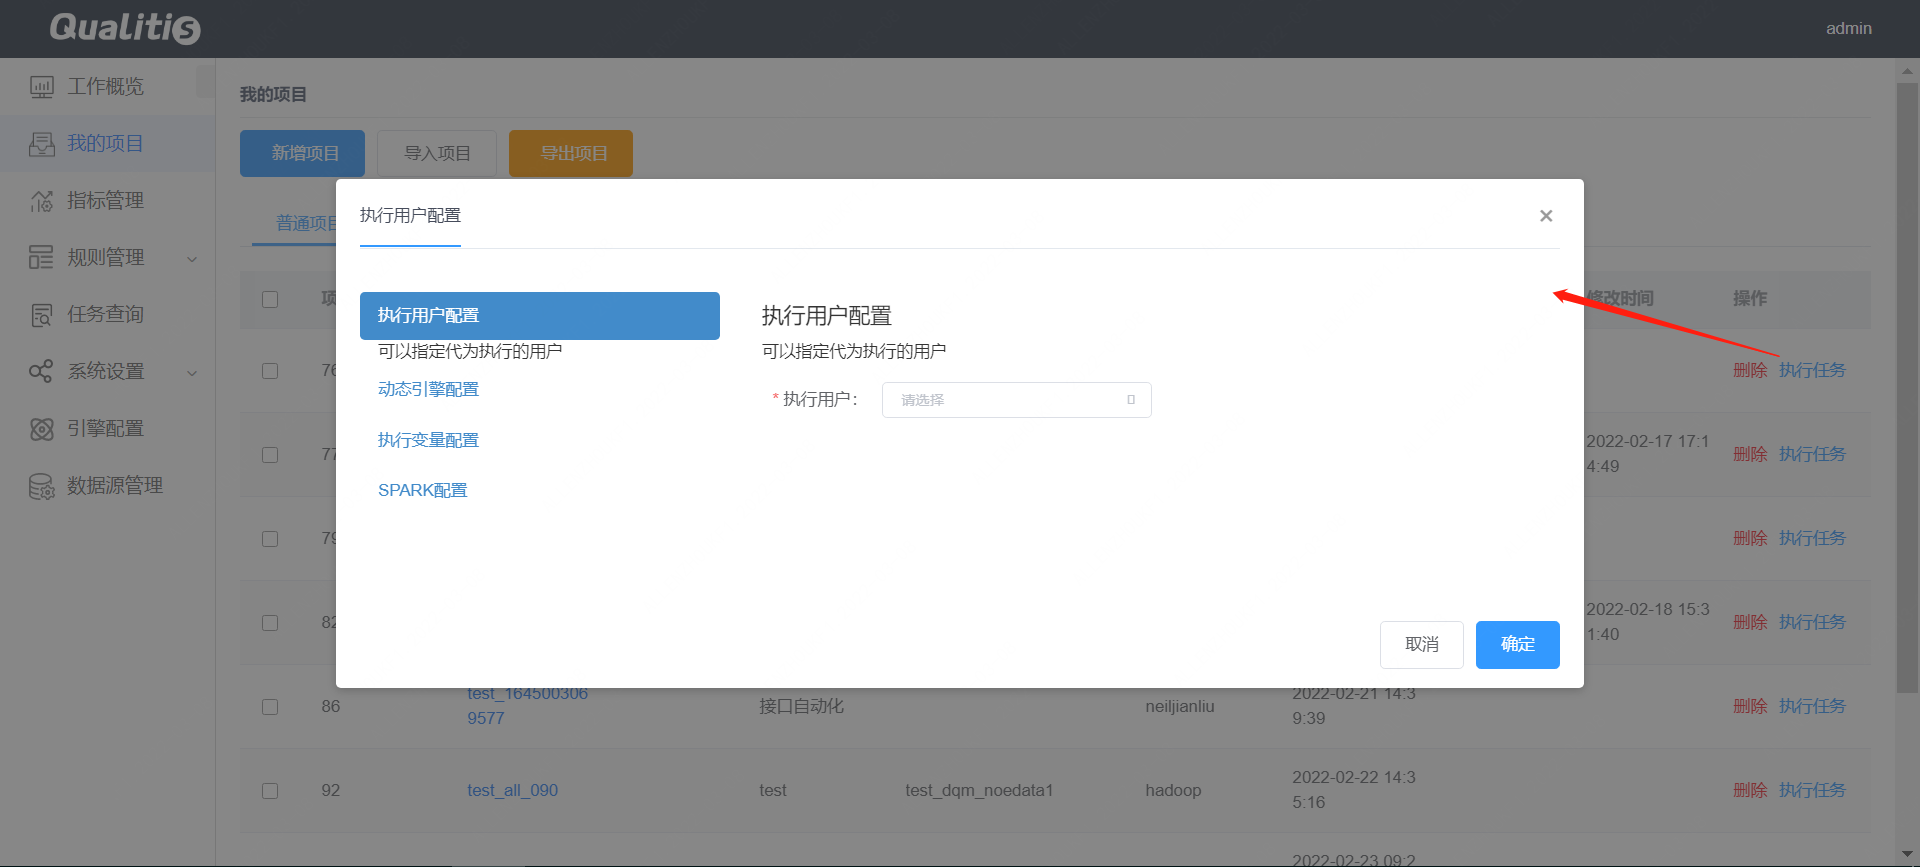 Qualitis
admin
工作概览
我的项目
指标管理
规则管理
任务查询
系统设置
引擎配置
数据源管理
我的项目
新增项目 导入项目 导出项目
普通项目
执行用户配置
×
执行用户配置
可以指定代为执行的用户
动态引擎配置
执行变量配置
SPARK配置
执行用户配置
可以指定代为执行的用户
* 执行用户： 请选择
取消 确定
项 修改时间 操作
76 删除 执行任务
77 2022-02-17 17:1
4:49 删除 执行任务
79 删除 执行任务
82 2022-02-18 15:3
1:40 删除 执行任务
86 test_164500306
9577 接口自动化 neiljianliu 2022-02-21 14:3
9:39 删除 执行任务
92 test_all_090 test test_dqm_noedata1 hadoop 2022-02-22 14:3
5:16 删除 执行任务
2022-02-23 09:2